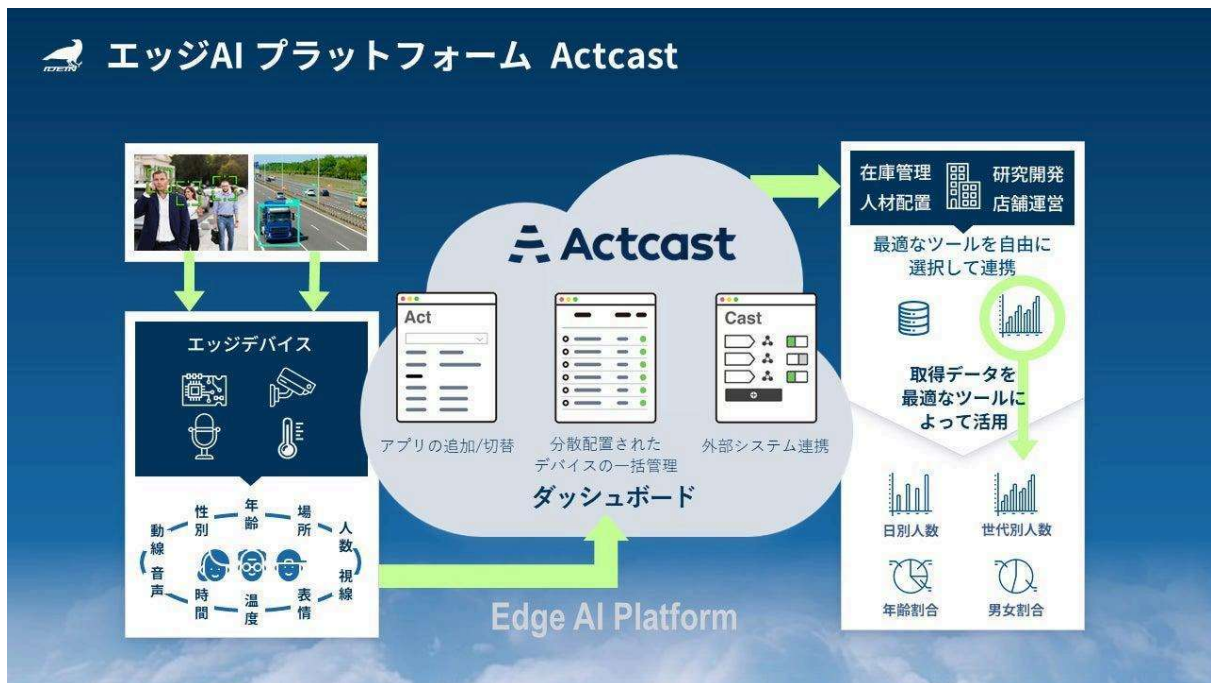 IDEIN
エッジAI プラットフォーム Actcast
エッジデバイス
性別
年齢
場所
人数
動線
音声
視線
時間
温度
表情
Actcast
Act
Cast
アプリの追加/切替
分散配置された
デバイスの一括管理
外部システム連携
ダッシュボード
Edge AI Platform
在庫管理
研究開発
人材配置
店舗運営
最適なツールを自由に
選択して連携
取得データを
最適なツールに
よって活用
日別人数
世代別人数
年齢割合
男女割合